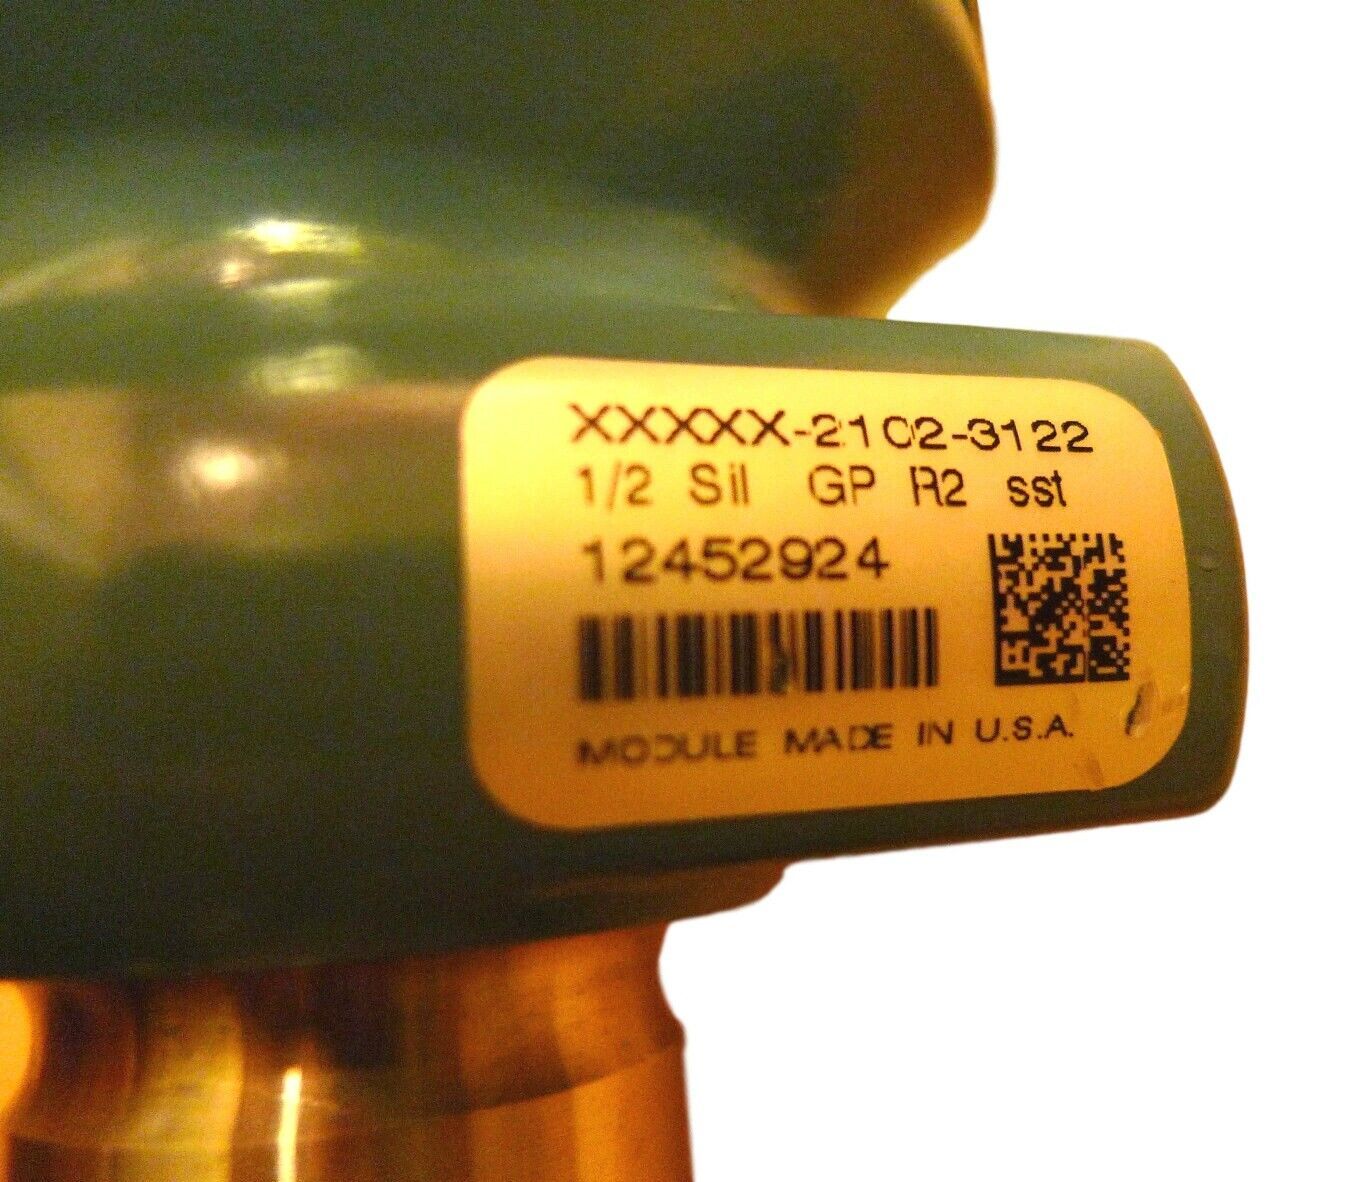 XXXXX-2102-3122
1/2 Sil GP R2 sst
12452924
MODULE MADE IN U.S.A.